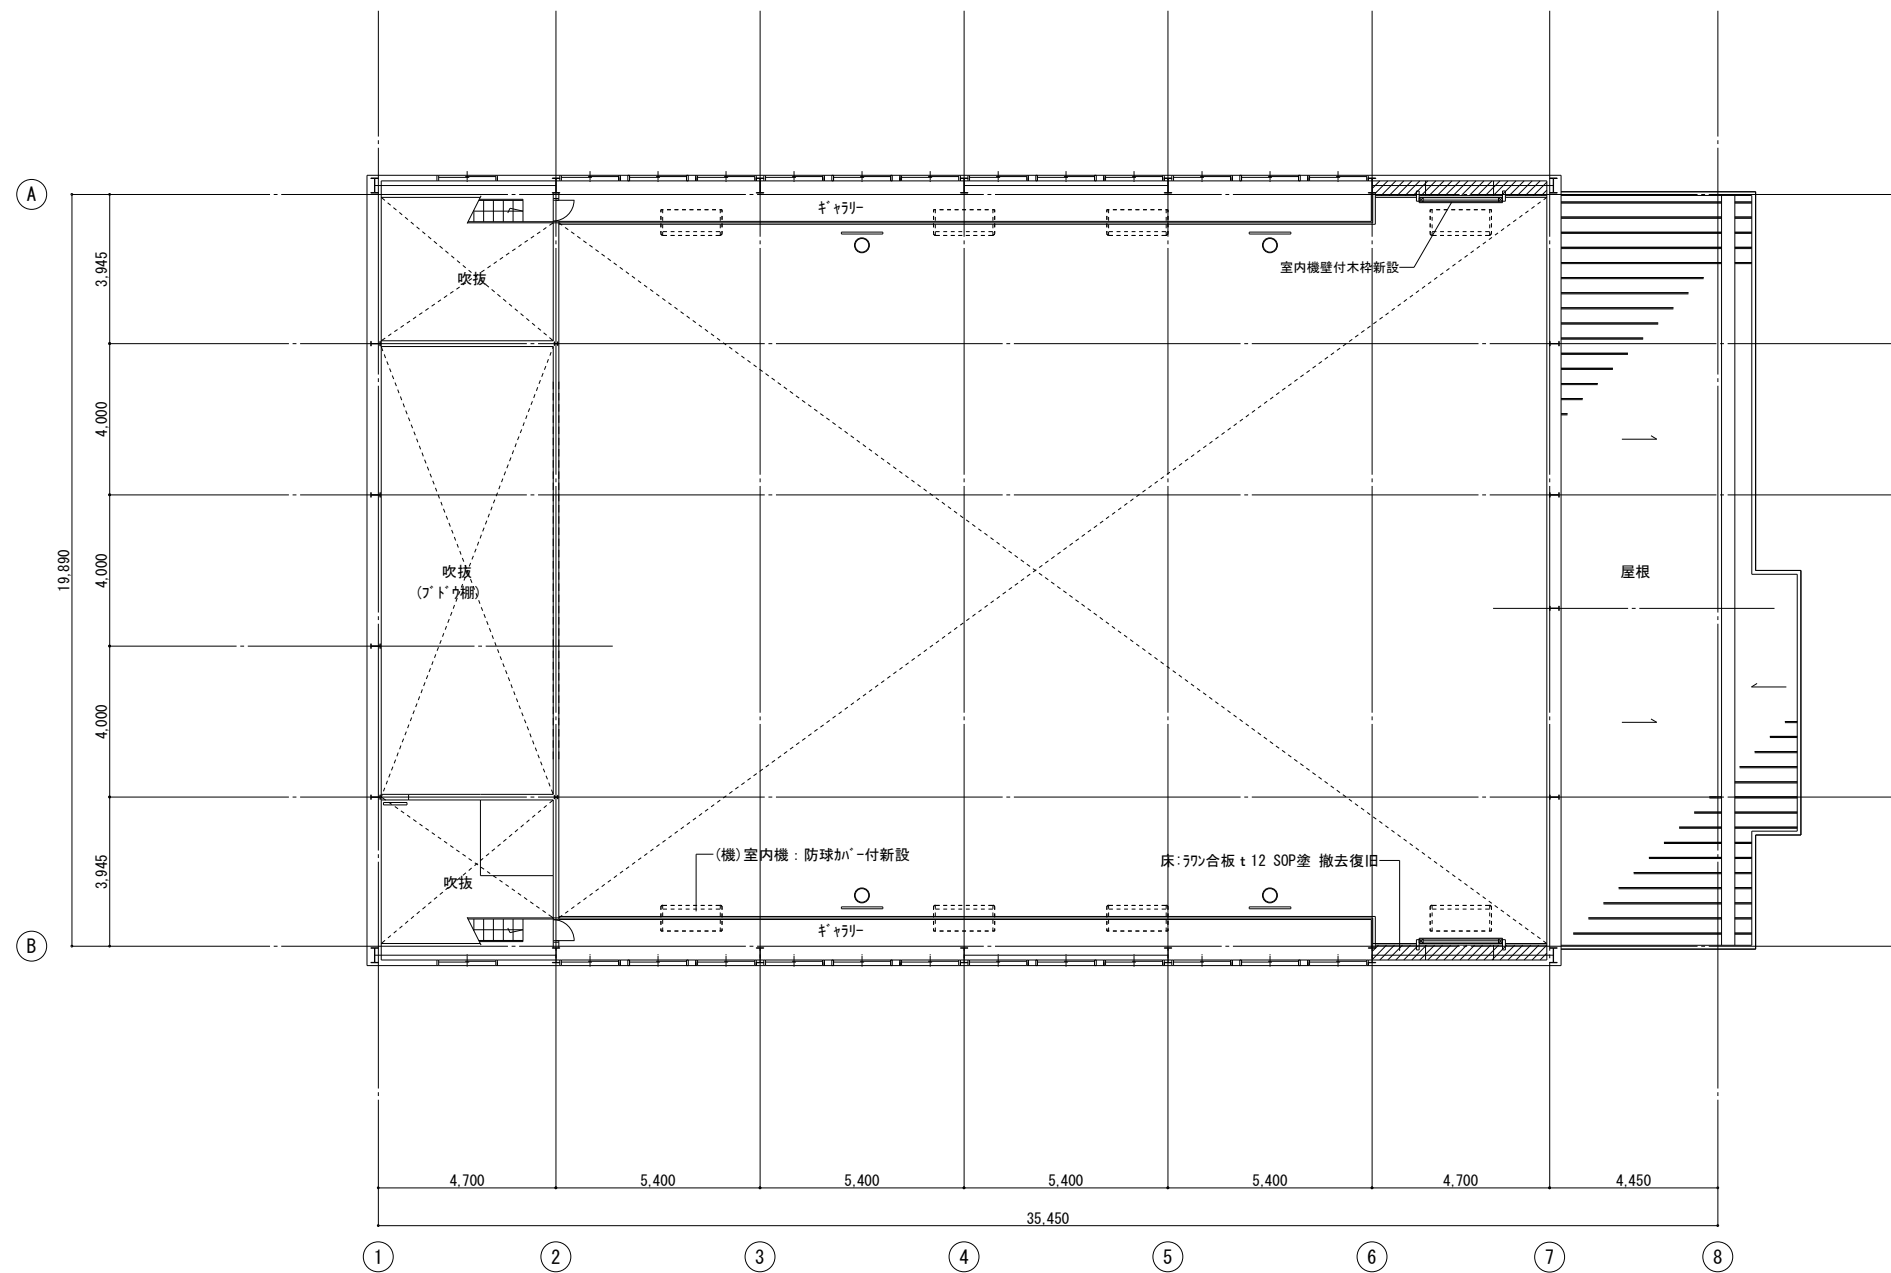 A
ギャラリー
室内機壁付木枠新設
吹抜
3,945
4,000
19,890
4,000
吹抜
(ブドウ棚)
屋根
4,000
3,945
(機)室内機：防球カバー付新設
床:ラワン合板 t 12 SOP塗 撤去復旧
吹抜
ギャラリー
B
4,700 5,400 5,400 5,400 5,400 4,700 4,450
35,450
1 2 3 4 5 6 7 8